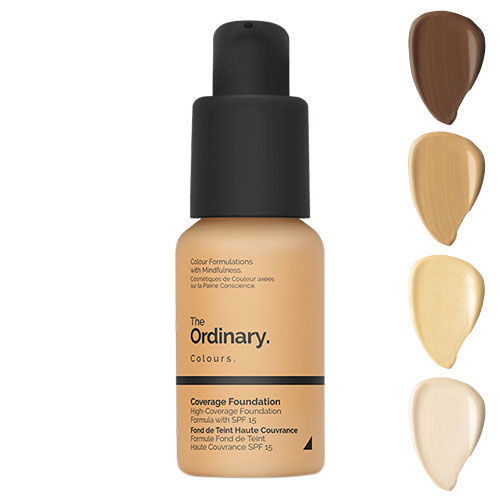 Colour Formulations
with Mindfulness.
Cosmétiques de Couleur axées
sur la Pleine Conscience.
The
Ordinary.
Colours.
Coverage Foundation
High-Coverage Foundation
Formula with SPF 15
Fond de Teint Haute Couvrance
Formule Fond de Teint
Haute Couvrance SPF 15